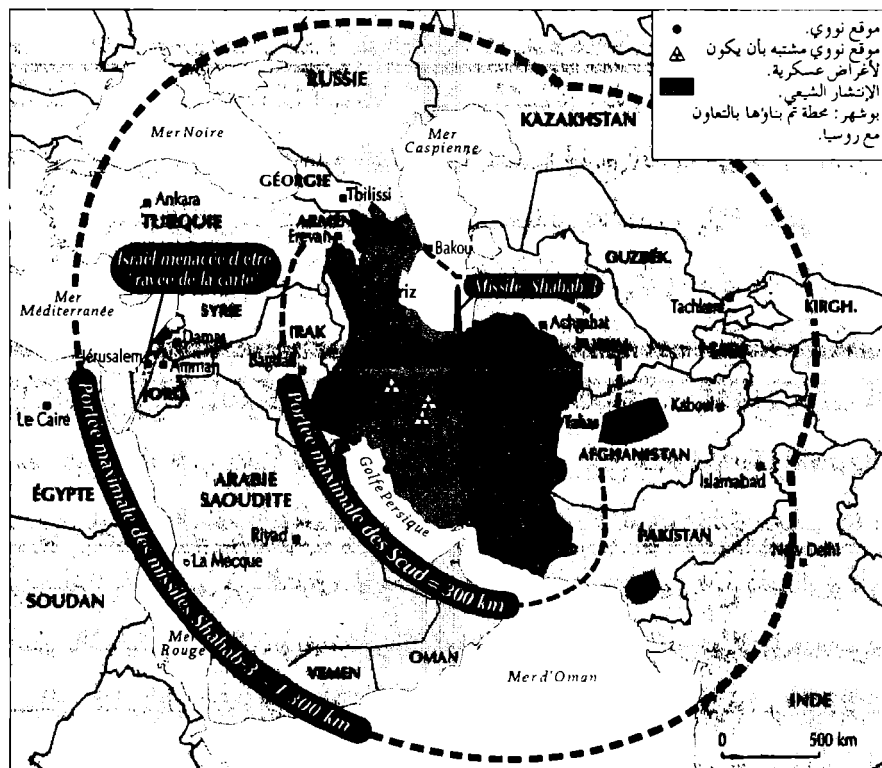 موقع نووي.
موقع نووي مشتبه بأن يكون
لأغراض عسكرية.
الإنتشار الشيعي.
بوشهر: محطة تم بناؤها بالتعاون
مع روسيا.
RUSSIE
KAZAKHSTAN
Mer Noire
Mer
Caspienne
GÉORGIE
Tbilissi
Ankara
TURQUIE
ARMÉN
Erevan
Bakou
OUZBÉK.
Israël menacée d'être
"rayée de la carte"
Missile Shahab 3
riz
Mer
Méditerranée
SYRIE
Tachkent
KIRGH.
Achgabat
Damas
IRAK
Jérusalem
Amman
Bagdad
Le Caire
Kaboul
AFGHANISTAN
Islamabad
ÉGYPTE
ARABIE
SAOUDITE
Golfe Persique
Riyad
La Mecque
PAKISTAN
New Delhi
Portée maximale des Scud = 300 km
Portée maximale des missiles Shahab-3 = 1 300 km
SOUDAN
Mer
Rouge
YEMEN
OMAN
Mer d'Oman
INDE
0 500 km